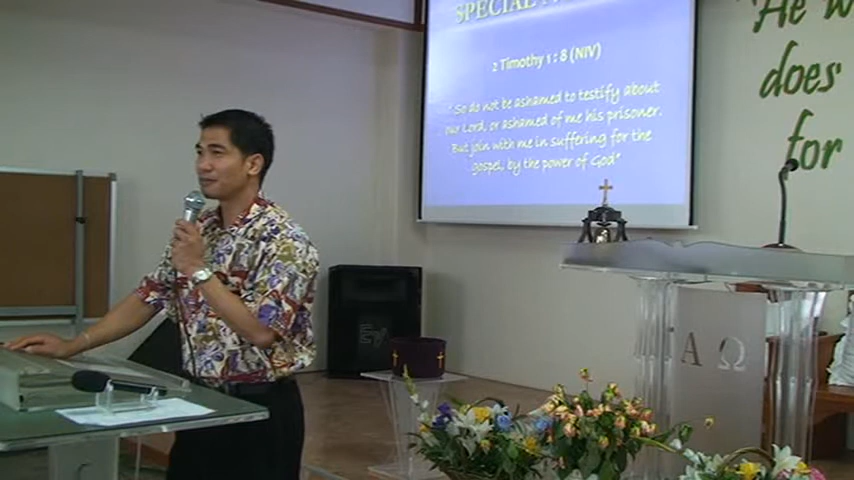 SPECIAL
2 Timothy 1 : 8 (NIV)
" So do not be ashamed to testify about
our Lord, or ashamed of me his prisoner.
But join with me in suffering for the
gospel, by the power of God"
"He w
does
for
EV
Α Ω